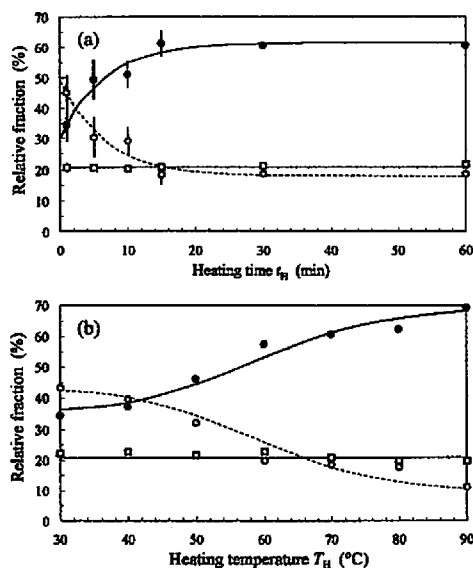 (a)
Relative fraction (%)
70
60
50
40
30
20
10
0
0 10 20 30 40 50 60
Heating time t_H (min)
(b)
Relative fraction (%)
70
60
50
40
30
20
10
0
30 40 50 60 70 80 90
Heating temperature T_H (°C)